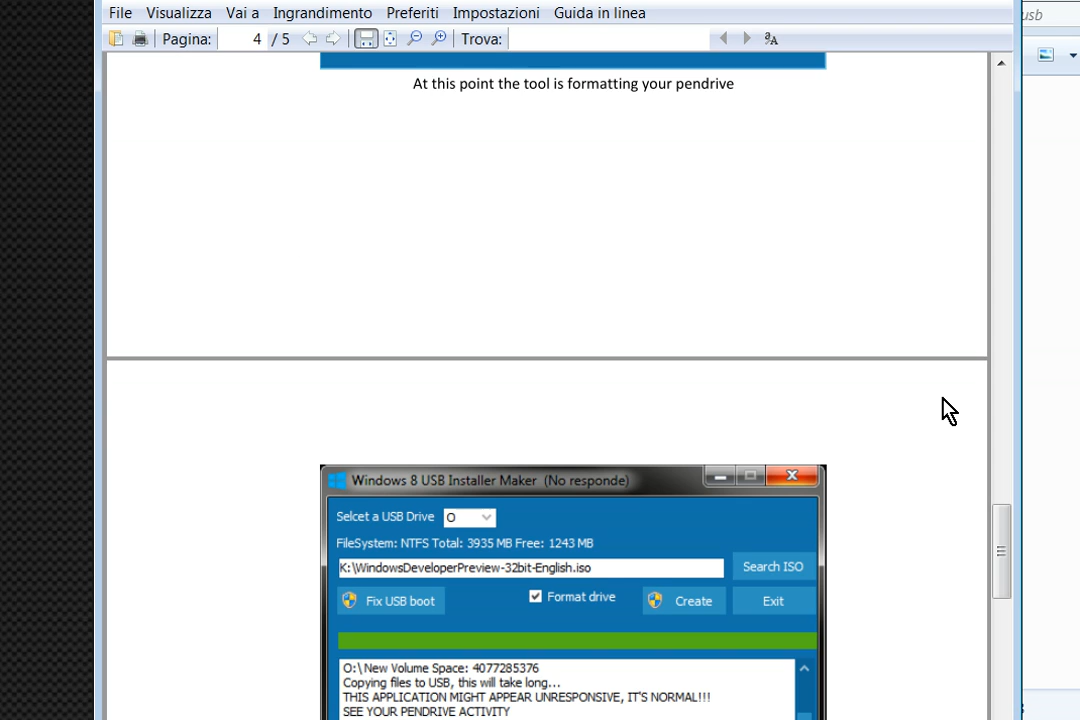 File Visualizza Vai a Ingrandimento Preferiti Impostazioni Guida in linea
usb
Pagina: 4 / 5 Trova: ªA
At this point the tool is formatting your pendrive
Windows 8 USB Installer Maker (No responde)
Selcet a USB Drive O
FileSystem: NTFS Total: 3935 MB Free: 1243 MB
K:\WindowsDeveloperPreview-32bit-English.iso Search ISO
Fix USB boot Format drive Create Exit
O:\ New Volume Space: 4077285376
Copying files to USB, this will take long...
THIS APPLICATION MIGHT APPEAR UNRESPONSIVE, IT'S NORMAL!!!
SEE YOUR PENDRIVE ACTIVITY